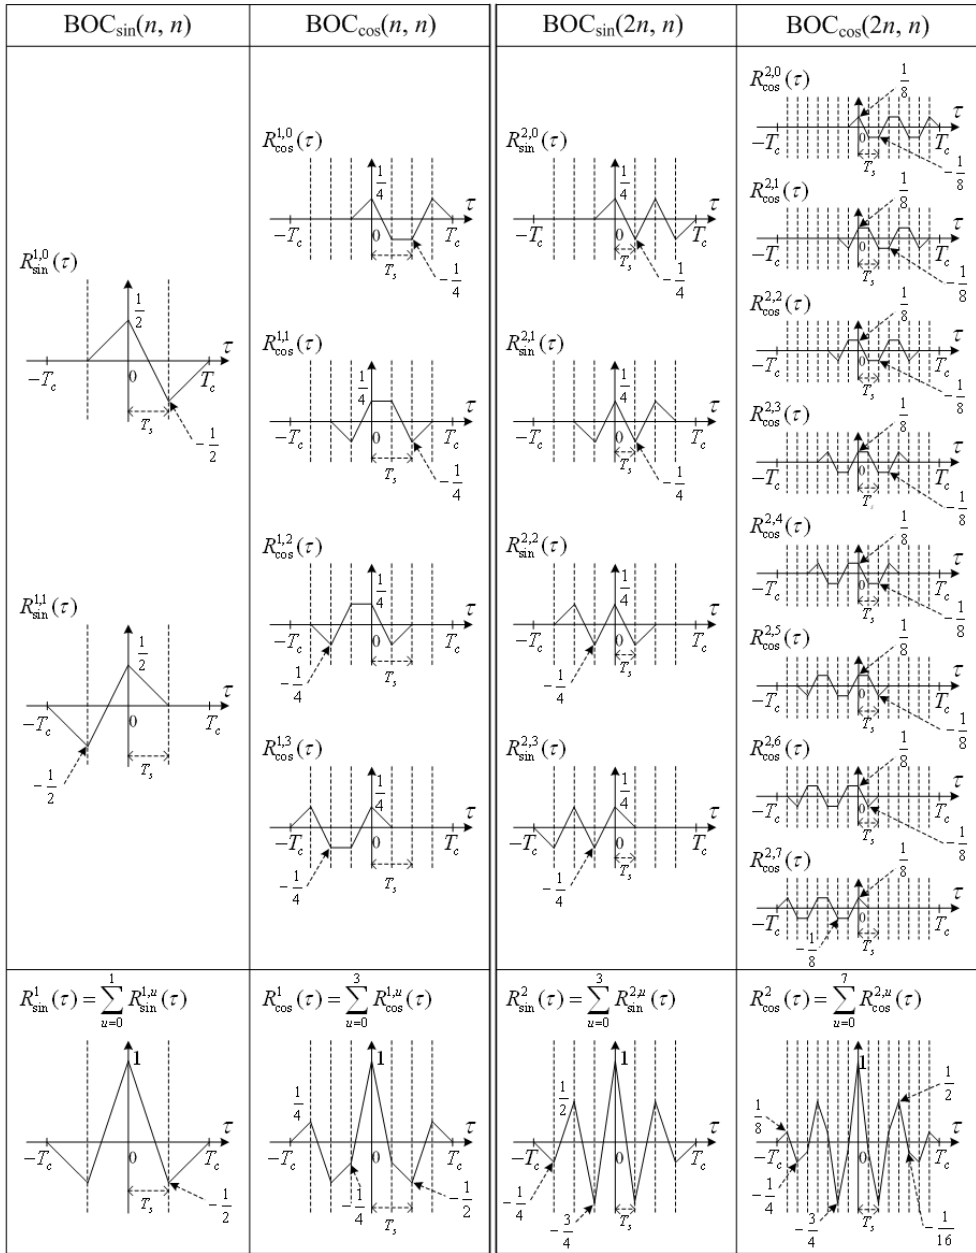 BOC_sin(n, n)
BOC_cos(n, n)
BOC_sin(2n, n)
BOC_cos(2n, n)
R_sin^{1,0}(τ)
1/2
τ
−T_c
0
T_c
T_s
−1/2
R_sin^{1,1}(τ)
1/2
τ
−T_c
0
T_c
T_s
−1/2
R_cos^{1,0}(τ)
1/4
τ
−T_c
0
T_c
T_s
−1/4
R_cos^{1,1}(τ)
1/4
τ
−T_c
0
T_c
T_s
−1/4
R_cos^{1,2}(τ)
1/4
τ
−T_c
0
T_c
T_s
−1/4
R_cos^{1,3}(τ)
1/4
τ
−T_c
0
T_c
T_s
−1/4
R_sin^{2,0}(τ)
1/4
τ
−T_c
0
T_c
T_s
−1/4
R_sin^{2,1}(τ)
1/4
τ
−T_c
0
T_c
T_s
−1/4
R_sin^{2,2}(τ)
1/4
τ
−T_c
0
T_c
T_s
−1/4
R_sin^{2,3}(τ)
1/4
τ
−T_c
0
T_c
T_s
−1/4
R_cos^{2,0}(τ)
1/8
τ
−T_c
0
T_c
T_s
−1/8
R_cos^{2,1}(τ)
1/8
τ
−T_c
0
T_c
T_s
−1/8
R_cos^{2,2}(τ)
1/8
τ
−T_c
0
T_c
T_s
−1/8
R_cos^{2,3}(τ)
1/8
τ
−T_c
0
T_c
T_s
−1/8
R_cos^{2,4}(τ)
1/8
τ
−T_c
0
T_c
T_s
−1/8
R_cos^{2,5}(τ)
1/8
τ
−T_c
0
T_c
T_s
−1/8
R_cos^{2,6}(τ)
1/8
τ
−T_c
0
T_c
T_s
−1/8
R_cos^{2,7}(τ)
1/8
τ
−T_c
0
T_c
T_s
−1/8
R_sin^1(τ) = ∑_{u=0}^{1} R_sin^{1,u}(τ)
1
τ
−T_c
0
T_c
T_s
−1/2
R_cos^1(τ) = ∑_{u=0}^{3} R_cos^{1,u}(τ)
1
1/4
τ
−T_c
0
T_c
T_s
−1/4
−1/2
R_sin^2(τ) = ∑_{u=0}^{3} R_sin^{2,u}(τ)
1
1/2
τ
−T_c
0
T_c
T_s
−1/4
−3/4
R_cos^2(τ) = ∑_{u=0}^{7} R_cos^{2,u}(τ)
1
1/2
1/8
τ
−T_c
0
T_c
T_s
−1/4
−3/4
−1/16